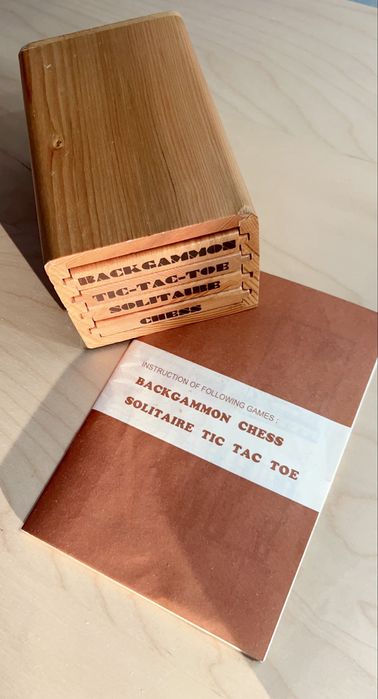 BACKGAMMON
TIC-TAC-TOE
SOLITAIRE
CHESS
INSTRUCTION OF FOLLOWING GAMES :
BACKGAMMON CHESS
SOLITAIRE TIC TAC TOE